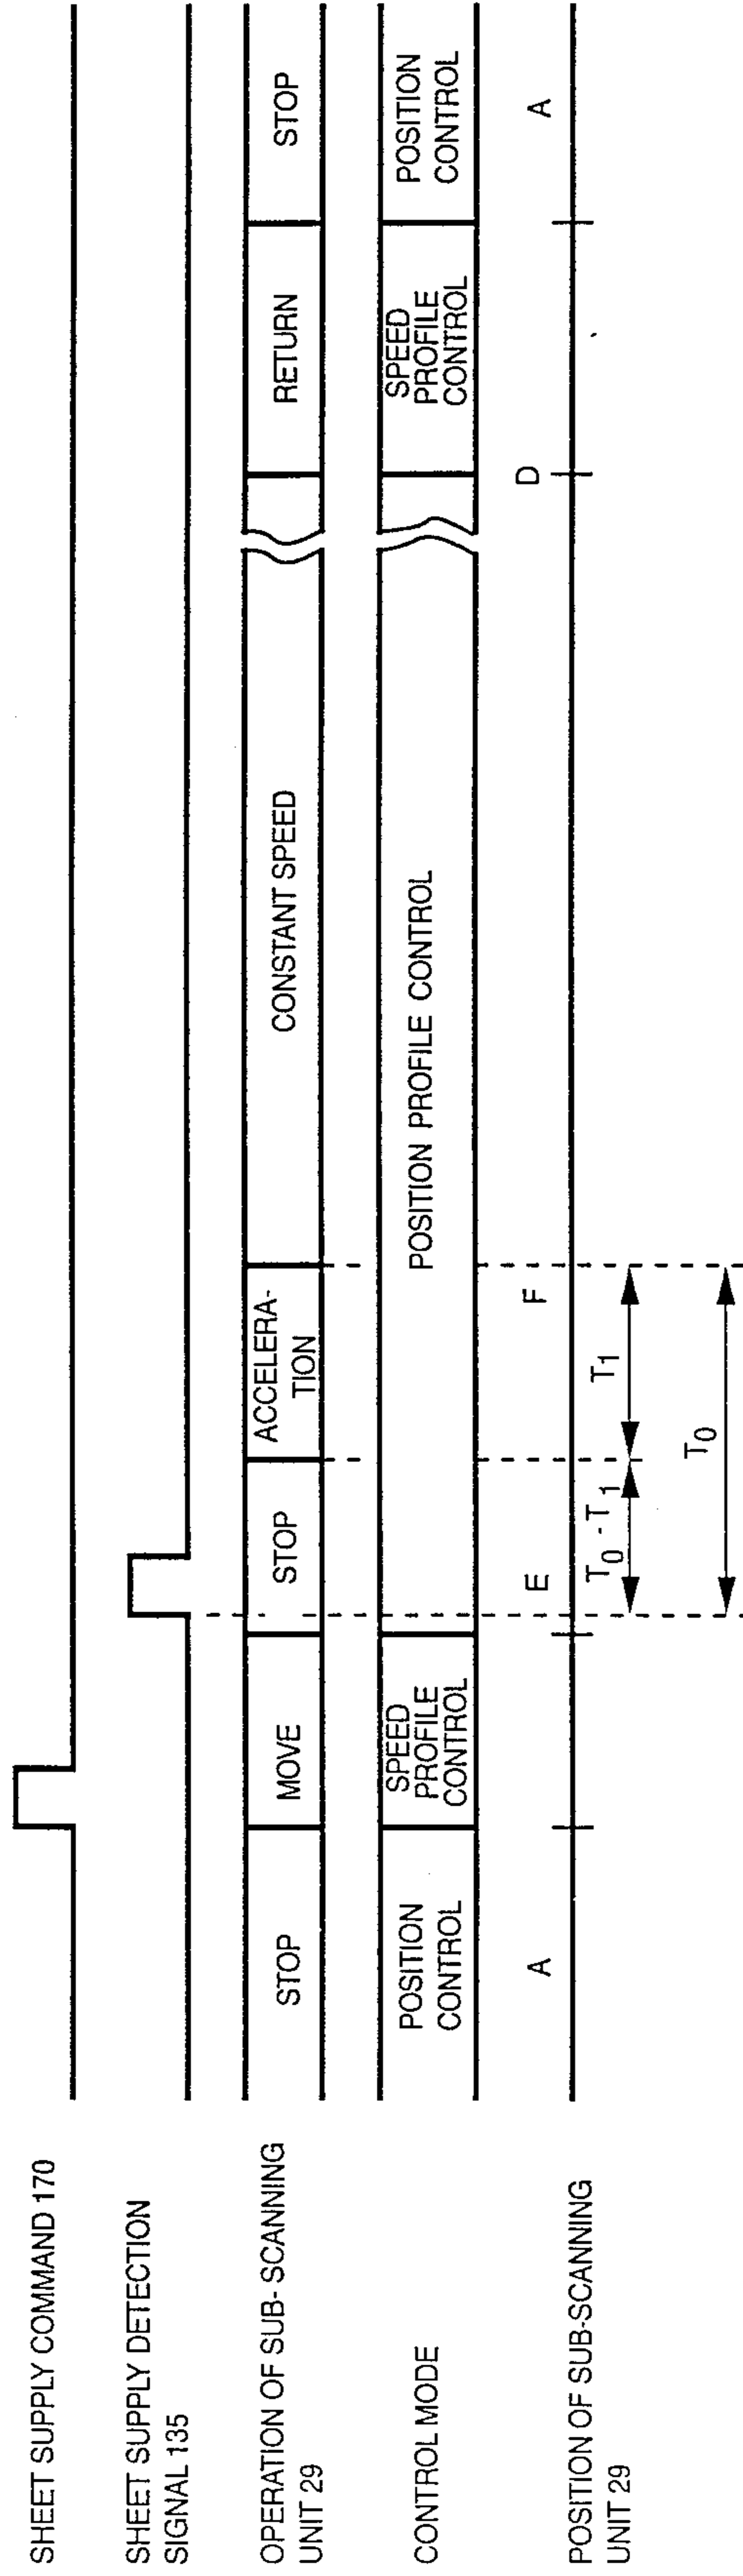 SHEET SUPPLY COMMAND 170
SHEET SUPPLY DETECTION
SIGNAL 135
OPERATION OF SUB- SCANNING
UNIT 29
STOP
MOVE
STOP
ACCELERA-
TION
CONSTANT SPEED
RETURN
STOP
CONTROL MODE
POSITION
CONTROL
SPEED
PROFILE
CONTROL
POSITION PROFILE CONTROL
SPEED
PROFILE
CONTROL
POSITION
CONTROL
POSITION OF SUB-SCANNING
UNIT 29
A
E
F
D
A
T0 - T1
T1
T0